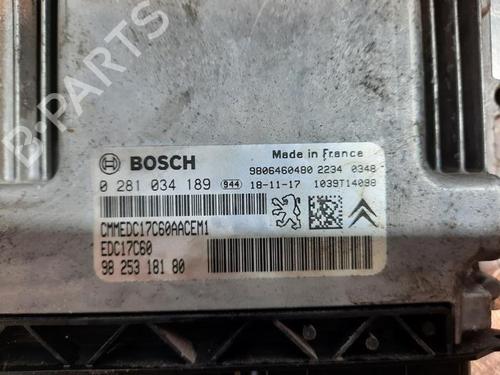 B-PARTS
BOSCH
Made in France
9806460480 2234 0348
0 281 034 189 944 18-11-17 1039T14098
CMMEDC17C60AACEM1
EDC17C60
98 253 181 80